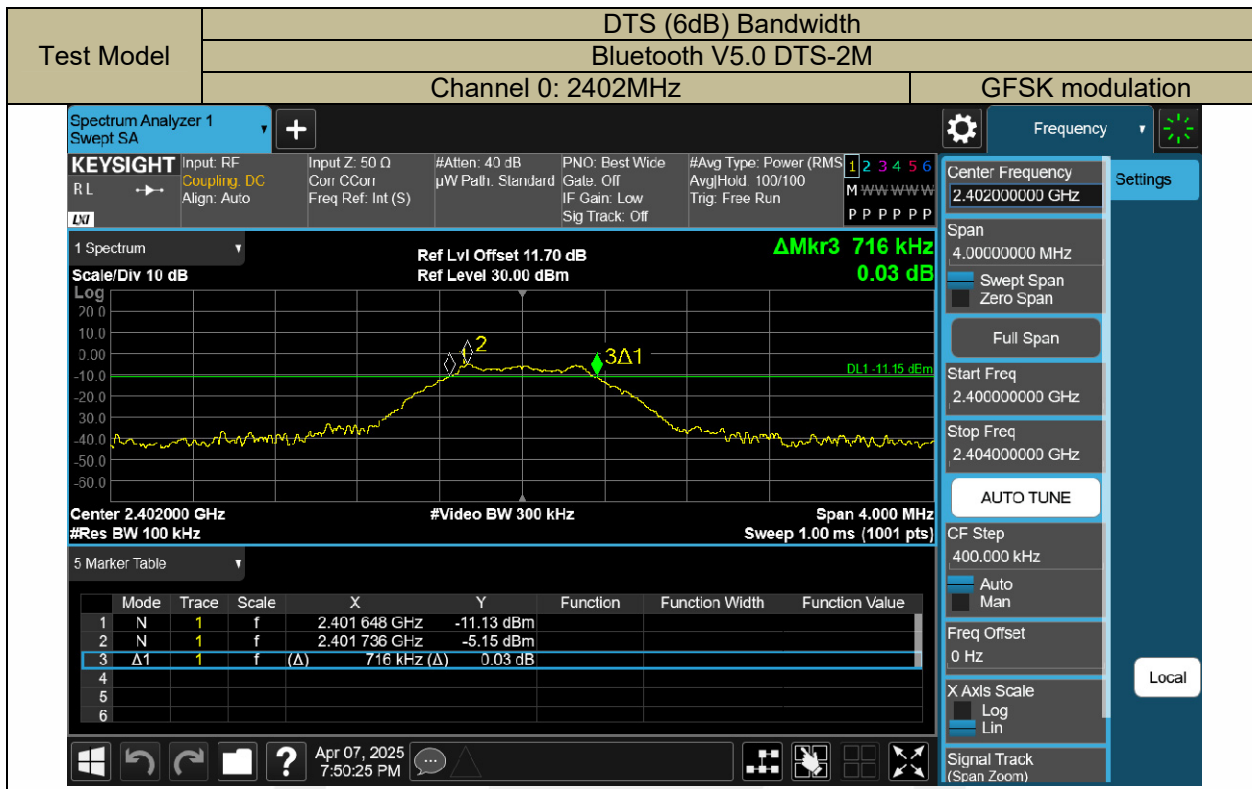 Test Model
DTS (6dB) Bandwidth
Bluetooth V5.0 DTS-2M
Channel 0: 2402MHz GFSK modulation
Spectrum Analyzer 1
Swept SA
+
Frequency
KEYSIGHT Input: RF Input Z: 50 Ω #Atten: 40 dB PNO: Best Wide #Avg Type: Power (RMS 1 2 3 4 5 6
R L Coupling: DC Corr CCorr µW Path: Standard Gate: Off Avg|Hold: 100/100 M W W W W W
Align: Auto Freq Ref: Int (S) IF Gain: Low Trig: Free Run
LXI Sig Track: Off P P P P P P
1 Spectrum
Ref Lvl Offset 11.70 dB
ΔMkr3 716 kHz
Scale/Div 10 dB Ref Level 30.00 dBm 0.03 dB
Log
20.0
10.0
0.00
-10.0
-20.0
-30.0
-40.0
-50.0
-60.0
1
2
3Δ1
DL1 -11.15 dBm
Center 2.402000 GHz #Video BW 300 kHz Span 4.000 MHz
#Res BW 100 kHz Sweep 1.00 ms (1001 pts)
5 Marker Table
Mode Trace Scale X Y Function Function Width Function Value
1 N 1 f 2.401 648 GHz -11.13 dBm
2 N 1 f 2.401 736 GHz -5.15 dBm
3 Δ1 1 f (Δ) 716 kHz (Δ) 0.03 dB
4
5
6
Center Frequency
2.402000000 GHz
Settings
Span
4.00000000 MHz
Swept Span
Zero Span
Full Span
Start Freq
2.400000000 GHz
Stop Freq
2.404000000 GHz
AUTO TUNE
CF Step
400.000 kHz
Auto
Man
Freq Offset
0 Hz
X Axis Scale
Log
Lin
Local
Signal Track
(Span Zoom)
?
Apr 07, 2025
7:50:25 PM